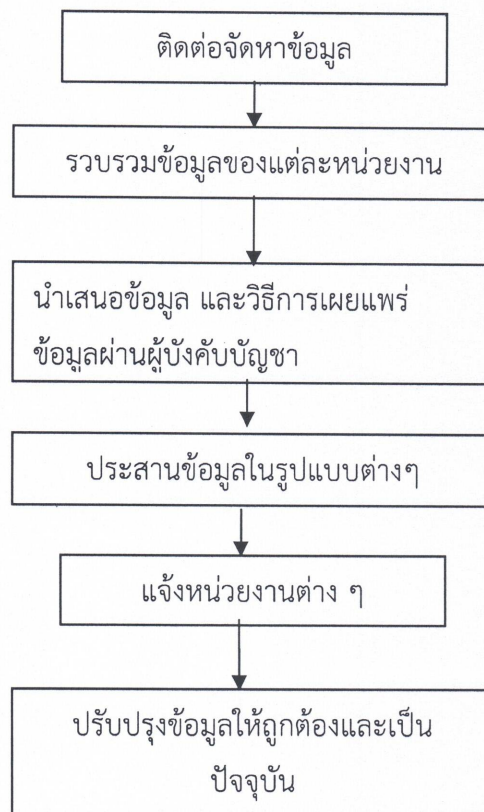 ติดต่อจัดหาข้อมูล
รวบรวมข้อมูลของแต่ละหน่วยงาน
นำเสนอข้อมูล และวิธีการเผยแพร่
ข้อมูลผ่านผู้บังคับบัญชา
ประสานข้อมูลในรูปแบบต่างๆ
แจ้งหน่วยงานต่าง ๆ
ปรับปรุงข้อมูลให้ถูกต้องและเป็น
ปัจจุบัน